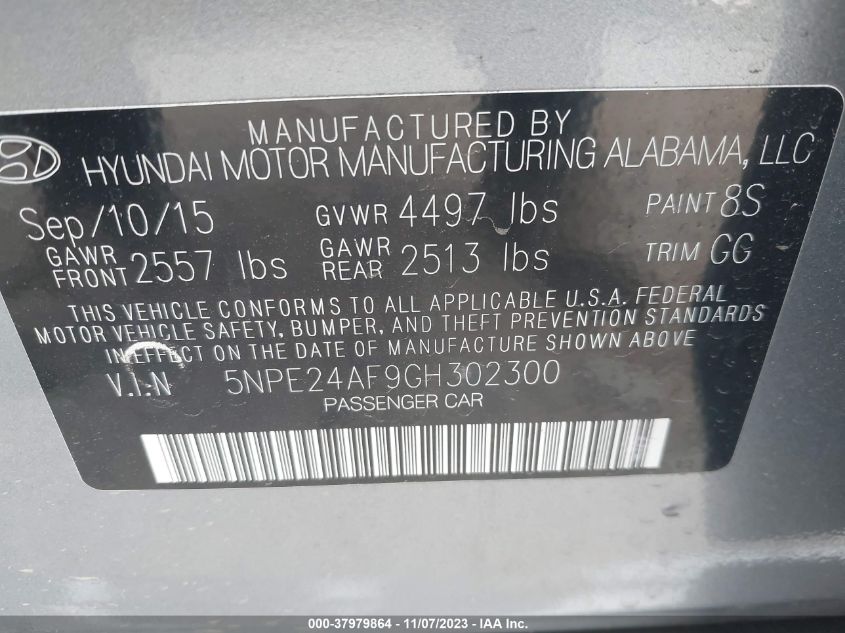 MANUFACTURED BY
HYUNDAI MOTOR MANUFACTURING ALABAMA, LLC
Sep/10/15 GVWR 4497 lbs PAINT 8S
GAWR FRONT 2557 lbs GAWR REAR 2513 lbs TRIM GG
THIS VEHICLE CONFORMS TO ALL APPLICABLE U.S.A. FEDERAL
MOTOR VEHICLE SAFETY, BUMPER, AND THEFT PREVENTION STANDARDS
IN EFFECT ON THE DATE OF MANUFACTURE SHOWN ABOVE
V.I.N 5NPE24AF9GH302300
PASSENGER CAR
000-37979864 - 11/07/2023 - IAA Inc.